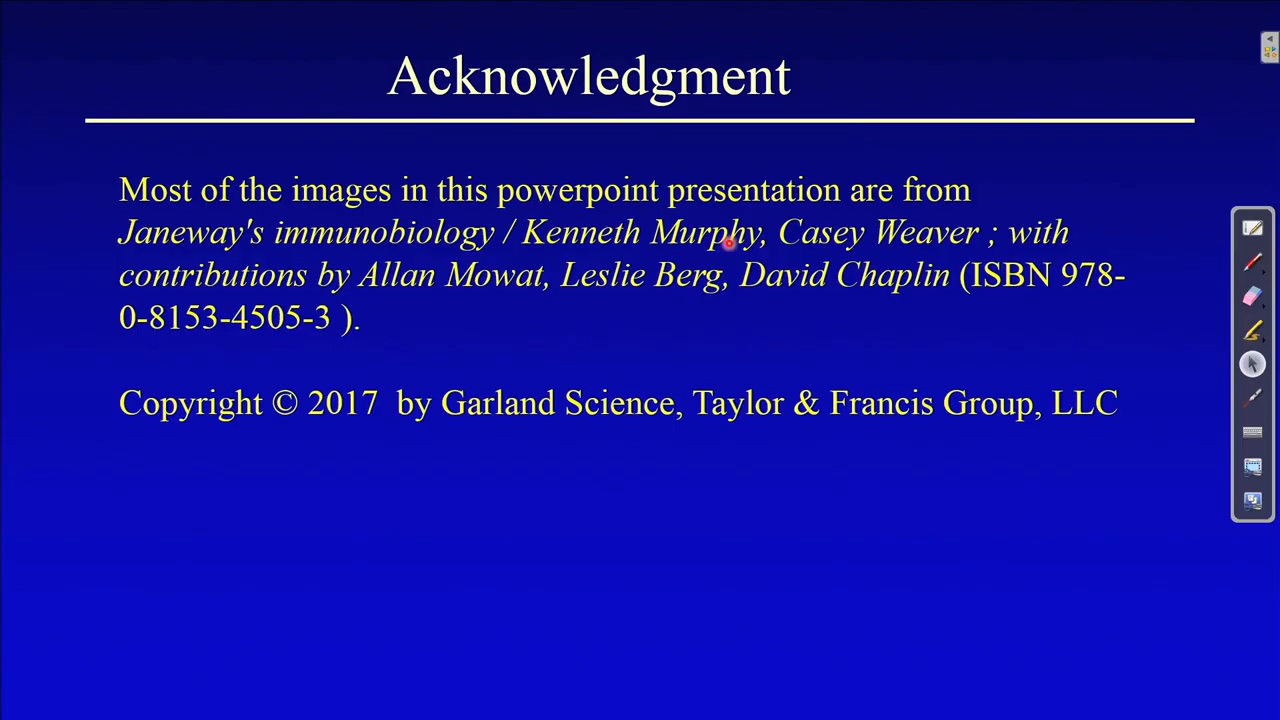 Acknowledgment
Most of the images in this powerpoint presentation are from
Janeway's immunobiology / Kenneth Murphy, Casey Weaver ; with
contributions by Allan Mowat, Leslie Berg, David Chaplin (ISBN 978-
0-8153-4505-3 ).
Copyright © 2017 by Garland Science, Taylor & Francis Group, LLC